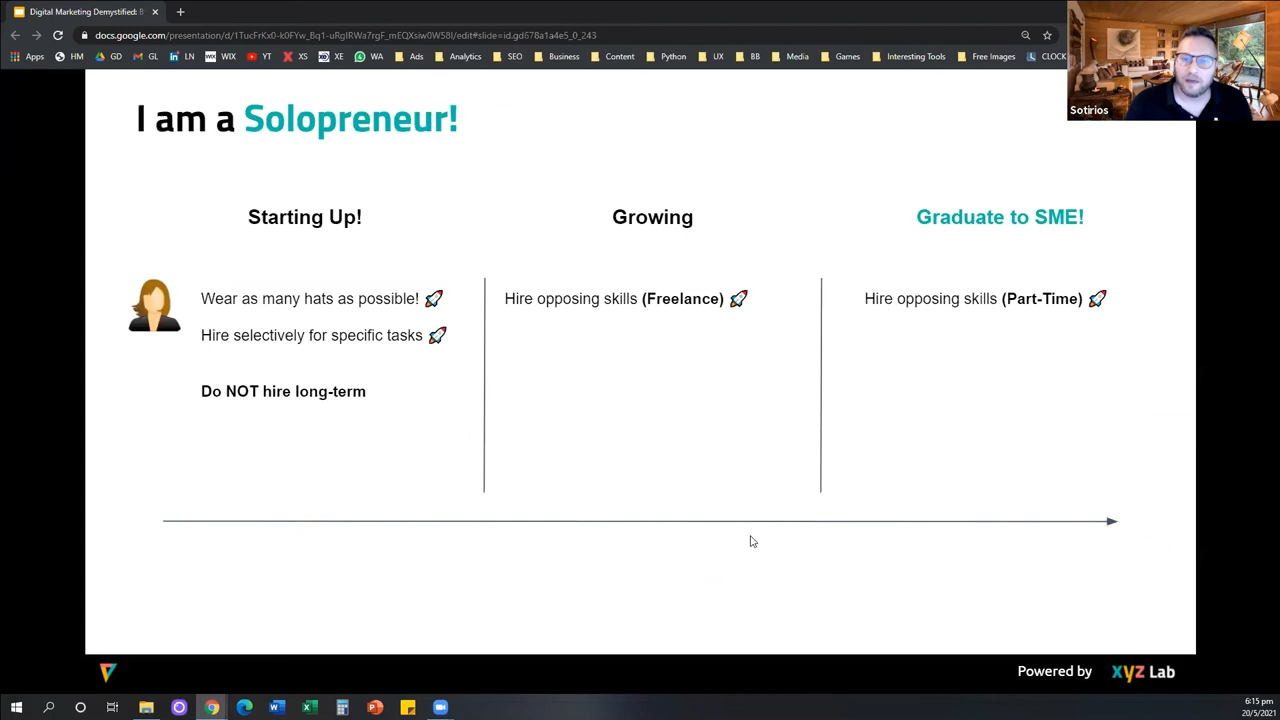 Digital Marketing Demystified: B
docs.google.com/presentation/d/1TucFrKx0-k0FYw_Bq1-uRgIRWa7rgF_mEQXsiw0W58I/edit#slide=id.gd678a1a4e5_0_243
Apps HM GD GL LN WIX YT XS XE WA Ads Analytics SEO Business Content Python UX BB Media Games Interesting Tools Free Images CLOCK
Sotirios
I am a Solopreneur!
Starting Up!
Growing
Graduate to SME!
Wear as many hats as possible! 🚀
Hire selectively for specific tasks 🚀
Do NOT hire long-term
Hire opposing skills (Freelance) 🚀
Hire opposing skills (Part-Time) 🚀
Powered by XYZ Lab
6:15 pm
20/5/2021